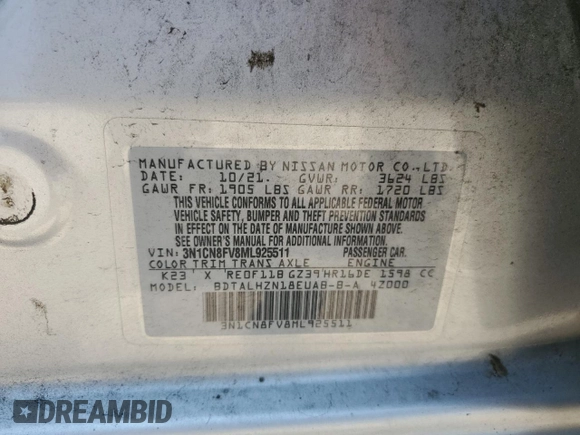 MANUFACTURED BY NISSAN MOTOR CO.,LTD.
DATE: 10/21. GVWR: 3624 LBS
GAWR FR: 1905 LBS GAWR RR: 1720 LBS
THIS VEHICLE CONFORMS TO ALL APPLICABLE FEDERAL MOTOR
VEHICLE SAFETY, BUMPER AND THEFT PREVENTION STANDARDS
IN EFFECT ON THE DATE OF MANUFACTURE SHOWN ABOVE.
SEE OWNER'S MANUAL FOR ADDITIONAL INFORMATION.
VIN: 3N1CN8FV8ML925511 PASSENGER CAR.
COLOR TRIM TRANS AXLE ENGINE
K23 X RE0F11B GZ39 HR16DE 1598 CC
MODEL: BDTALHZN18EUAB-B-A 4Z000
3N1CN8FV8ML925511
DREAMBID